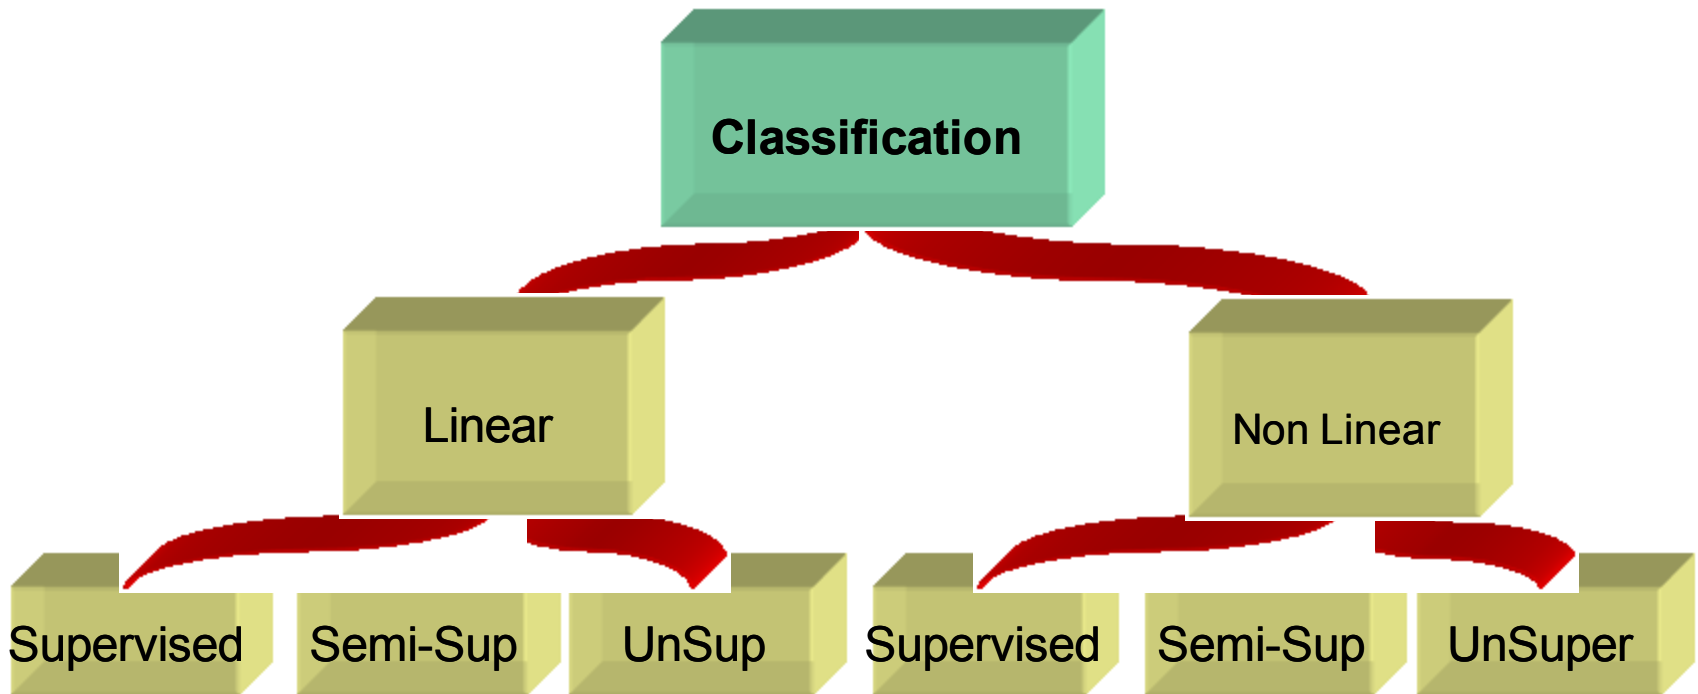 Classification
Linear
Non Linear
Supervised
Semi-Sup
UnSup
Supervised
Semi-Sup
UnSuper